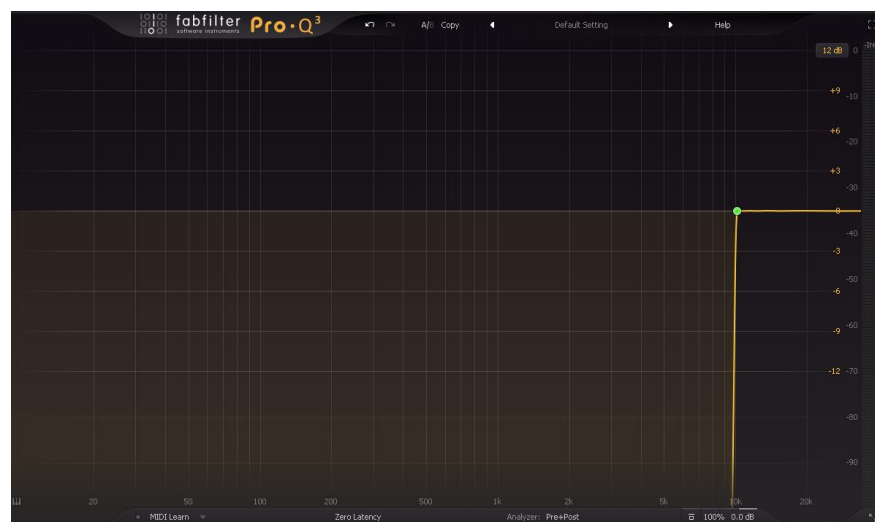 fabfilter Pro·Q³
software instruments
A/B Copy
Default Setting
Help
12 dB 0
+9 -10
+6
-20
+3
-30
0
-40
-3
-50
-6
-9 -60
-12 -70
-80
-90
20 50 100 200 500 1k 2k 5k 10k 20k
MIDI Learn Zero Latency Analyzer: Pre+Post 100% 0.0 dB